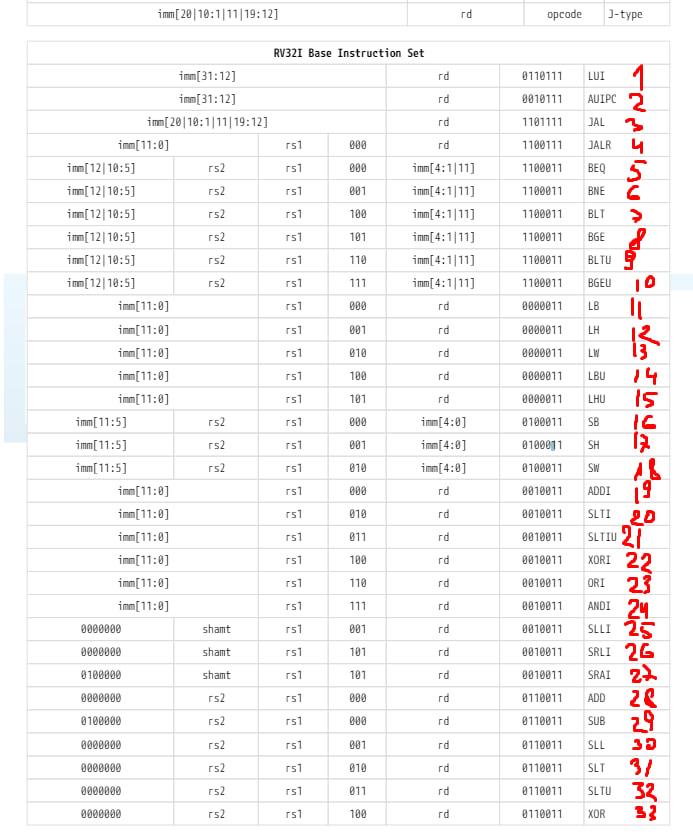 imm[20|10:1|11|19:12] rd opcode J-type
RV32I Base Instruction Set
imm[31:12] rd 0110111 LUI 1
imm[31:12] rd 0010111 AUIPC 2
imm[20|10:1|11|19:12] rd 1101111 JAL 3
imm[11:0] rs1 000 rd 1100111 JALR 4
imm[12|10:5] rs2 rs1 000 imm[4:1|11] 1100011 BEQ 5
imm[12|10:5] rs2 rs1 001 imm[4:1|11] 1100011 BNE 6
imm[12|10:5] rs2 rs1 100 imm[4:1|11] 1100011 BLT 7
imm[12|10:5] rs2 rs1 101 imm[4:1|11] 1100011 BGE 8
imm[12|10:5] rs2 rs1 110 imm[4:1|11] 1100011 BLTU 9
imm[12|10:5] rs2 rs1 111 imm[4:1|11] 1100011 BGEU 10
imm[11:0] rs1 000 rd 0000011 LB 11
imm[11:0] rs1 001 rd 0000011 LH 12
imm[11:0] rs1 010 rd 0000011 LW 13
imm[11:0] rs1 100 rd 0000011 LBU 14
imm[11:0] rs1 101 rd 0000011 LHU 15
imm[11:5] rs2 rs1 000 imm[4:0] 0100011 SB 16
imm[11:5] rs2 rs1 001 imm[4:0] 0100011 SH 17
imm[11:5] rs2 rs1 010 imm[4:0] 0100011 SW 18
imm[11:0] rs1 000 rd 0010011 ADDI 19
imm[11:0] rs1 010 rd 0010011 SLTI 20
imm[11:0] rs1 011 rd 0010011 SLTIU 21
imm[11:0] rs1 100 rd 0010011 XORI 22
imm[11:0] rs1 110 rd 0010011 ORI 23
imm[11:0] rs1 111 rd 0010011 ANDI 24
0000000 shamt rs1 001 rd 0010011 SLLI 25
0000000 shamt rs1 101 rd 0010011 SRLI 26
0100000 shamt rs1 101 rd 0010011 SRAI 27
0000000 rs2 rs1 000 rd 0110011 ADD 28
0100000 rs2 rs1 000 rd 0110011 SUB 29
0000000 rs2 rs1 001 rd 0110011 SLL 30
0000000 rs2 rs1 010 rd 0110011 SLT 31
0000000 rs2 rs1 011 rd 0110011 SLTU 32
0000000 rs2 rs1 100 rd 0110011 XOR 33